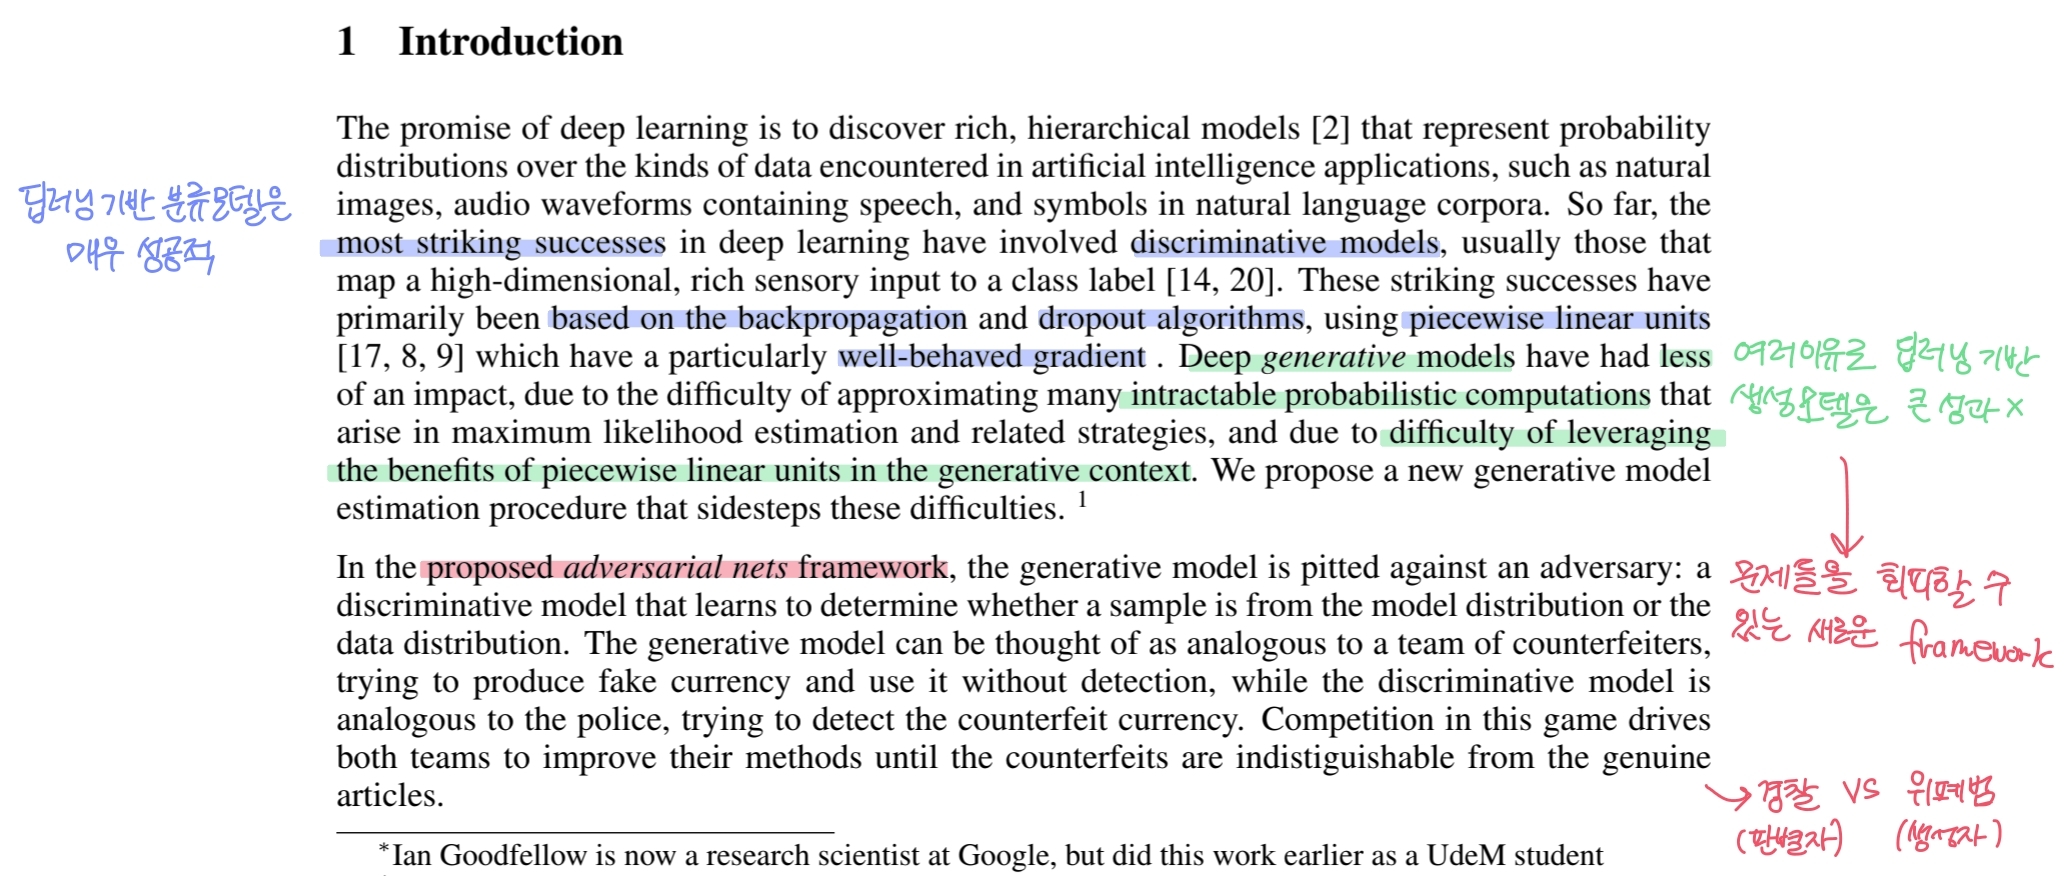 1 Introduction
The promise of deep learning is to discover rich, hierarchical models [2] that represent probability
distributions over the kinds of data encountered in artificial intelligence applications, such as natural
images, audio waveforms containing speech, and symbols in natural language corpora. So far, the
most striking successes in deep learning have involved discriminative models, usually those that
map a high-dimensional, rich sensory input to a class label [14, 20]. These striking successes have
primarily been based on the backpropagation and dropout algorithms, using piecewise linear units
[17, 8, 9] which have a particularly well-behaved gradient . Deep generative models have had less
of an impact, due to the difficulty of approximating many intractable probabilistic computations that
arise in maximum likelihood estimation and related strategies, and due to difficulty of leveraging
the benefits of piecewise linear units in the generative context. We propose a new generative model
estimation procedure that sidesteps these difficulties. 1
딥러닝 기반 분류모델은
매우 성공적
여러이유로 딥러닝 기반
생성모델은 큰 성과 x
In the proposed adversarial nets framework, the generative model is pitted against an adversary: a
discriminative model that learns to determine whether a sample is from the model distribution or the
data distribution. The generative model can be thought of as analogous to a team of counterfeiters,
trying to produce fake currency and use it without detection, while the discriminative model is
analogous to the police, trying to detect the counterfeit currency. Competition in this game drives
both teams to improve their methods until the counterfeits are indistiguishable from the genuine
articles.
문제들을 회피할 수
있는 새로운 framework
→경찰 vs 위폐범
(판별자) (생성자)
*Ian Goodfellow is now a research scientist at Google, but did this work earlier as a UdeM student